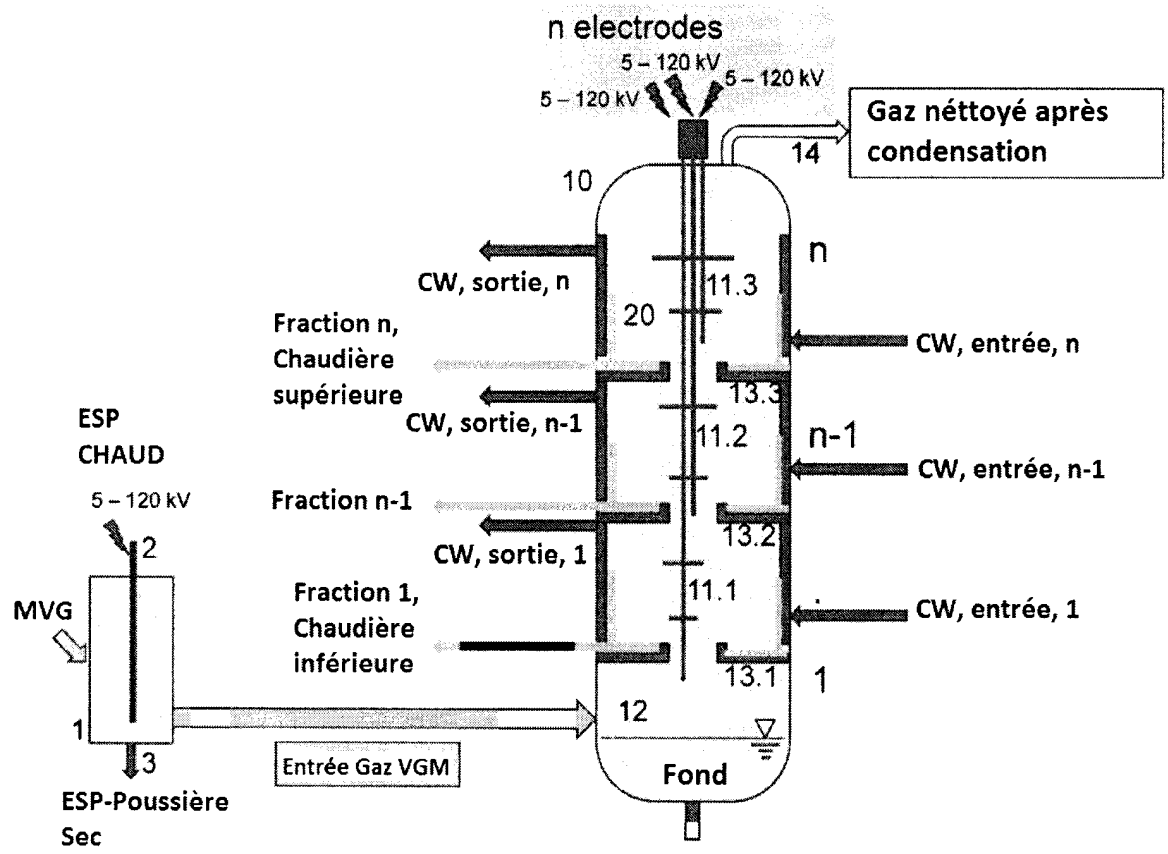 n electrodes
5 – 120 kV
5 – 120 kV
5 – 120 kV
Gaz néttoyé après
condensation
14
10
n
CW, sortie, n
11.3
20
Fraction n,
Chaudière
supérieure
CW, entrée, n
13.3
CW, sortie, n-1
11.2
n-1
ESP
CHAUD
CW, entrée, n-1
5 – 120 kV
Fraction n-1
13.2
2
CW, sortie, 1
11.1
Fraction 1,
Chaudière
inférieure
MVG
CW, entrée, 1
13.1
1
1
12
3
Entrée Gaz VGM
Fond
ESP-Poussière
Sec